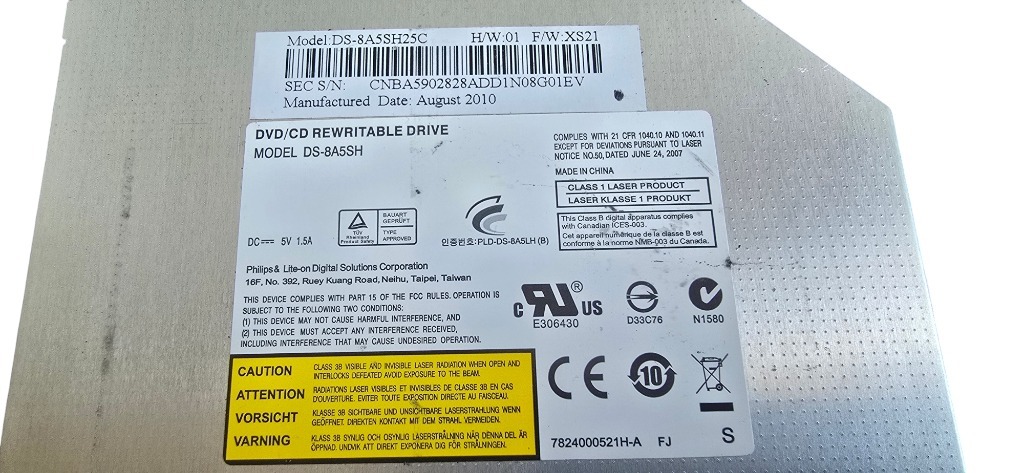 Model:DS-8A5SH25C H/W:01 F/W:XS21
SEC S/N: CNBA5902828ADD1N08G01EV
Manufactured Date: August 2010
DVD/CD REWRITABLE DRIVE
MODEL DS-8A5SH
COMPLIES WITH 21 CFR 1040.10 AND 1040.11
EXCEPT FOR DEVIATIONS PURSUANT TO LASER
NOTICE NO.50, DATED JUNE 24, 2007
MADE IN CHINA
CLASS 1 LASER PRODUCT
LASER KLASSE 1 PRODUKT
This Class B digital apparatus complies
with Canadian ICES-003.
Cet appareil numérique de la classe B est
conforme à la norme NMB-003 du Canada.
DC 5V 1.5A
TÜV
Rheinland
Product Safety
BAUART
GEPRÜFT
TYPE
APPROVED
인증번호:PLD-DS-8A5LH (B)
Philips & Lite-on Digital Solutions Corporation
16F, No. 392, Ruey Kuang Road, Neihu, Taipei, Taiwan
THIS DEVICE COMPLIES WITH PART 15 OF THE FCC RULES. OPERATION IS
SUBJECT TO THE FOLLOWING TWO CONDITIONS:
(1) THIS DEVICE MAY NOT CAUSE HARMFUL INTERFERENCE, AND
(2) THIS DEVICE MUST ACCEPT ANY INTERFERENCE RECEIVED,
INCLUDING INTERFERENCE THAT MAY CAUSE UNDESIRED OPERATION.
C RU ® US
E306430
D33C76
N1580
CAUTION CLASS 3B VISIBLE AND INVISIBLE LASER RADIATION WHEN OPEN AND
INTERLOCKS DEFEATED AVOID EXPOSURE TO THE BEAM.
ATTENTION RADIATIONS LASER VISIBLES ET INVISIBLES DE CLASSE 3B EN CAS
D'OUVERTURE. EVITER TOUTE EXPOSITION DIRECTE AU FAISCEAU.
VORSICHT KLASSE 3B SICHTBARE UND UNSICHTBARE LASERSTRAHLUNG WENN
GEÖFFNET. DIREKTEN KONTAKT MIT DEM STRAHL VERMEIDEN.
VARNING KLASS 3B SYNLIG OCH OSYNLIG LASERSTRÅLNING NÄR DENNA DEL ÄR
ÖPPNAD. UNDVIK ATT DIREKT EXPONERA DIG FÖR STRÅLNINGEN.
CE 10
7824000521H-A FJ S